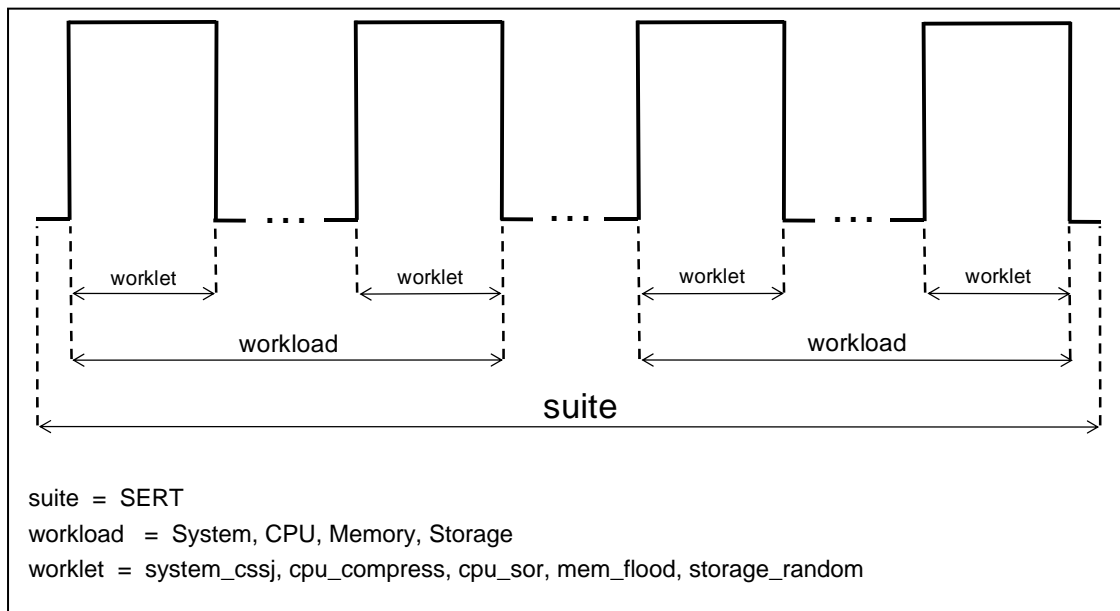 worklet worklet worklet worklet
workload workload
suite
suite = SERT
workload = System, CPU, Memory, Storage
worklet = system_cssj, cpu_compress, cpu_sor, mem_flood, storage_random